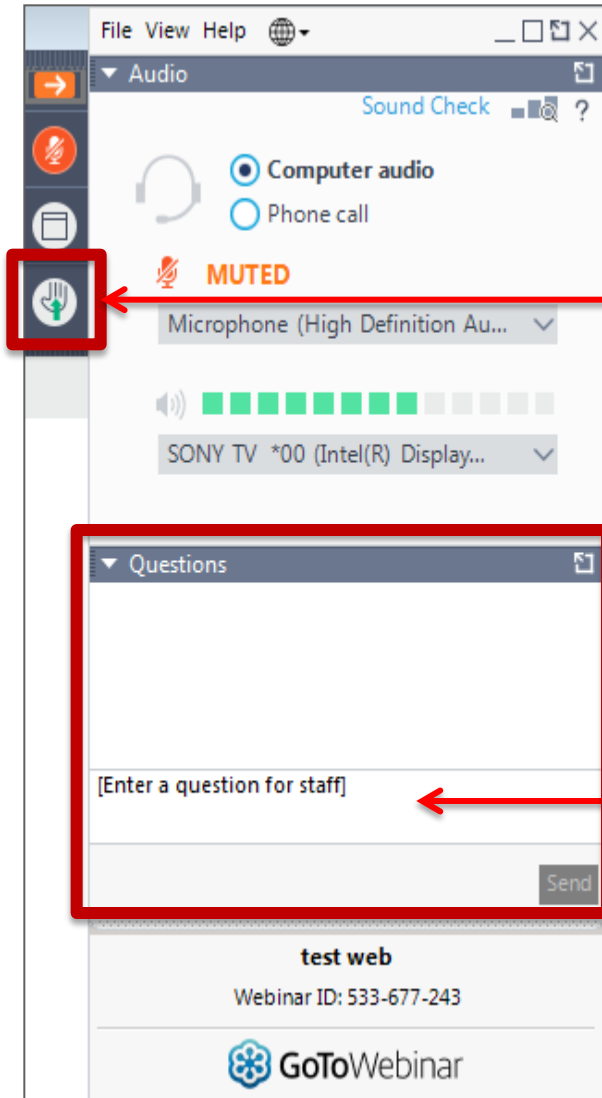 File View Help
Audio
Sound Check ?
Computer audio
Phone call
MUTED
Microphone (High Definition Au...
SONY TV *00 (Intel(R) Display...
Questions
[Enter a question for staff]
Send
test web
Webinar ID: 533-677-243
GoToWebinar